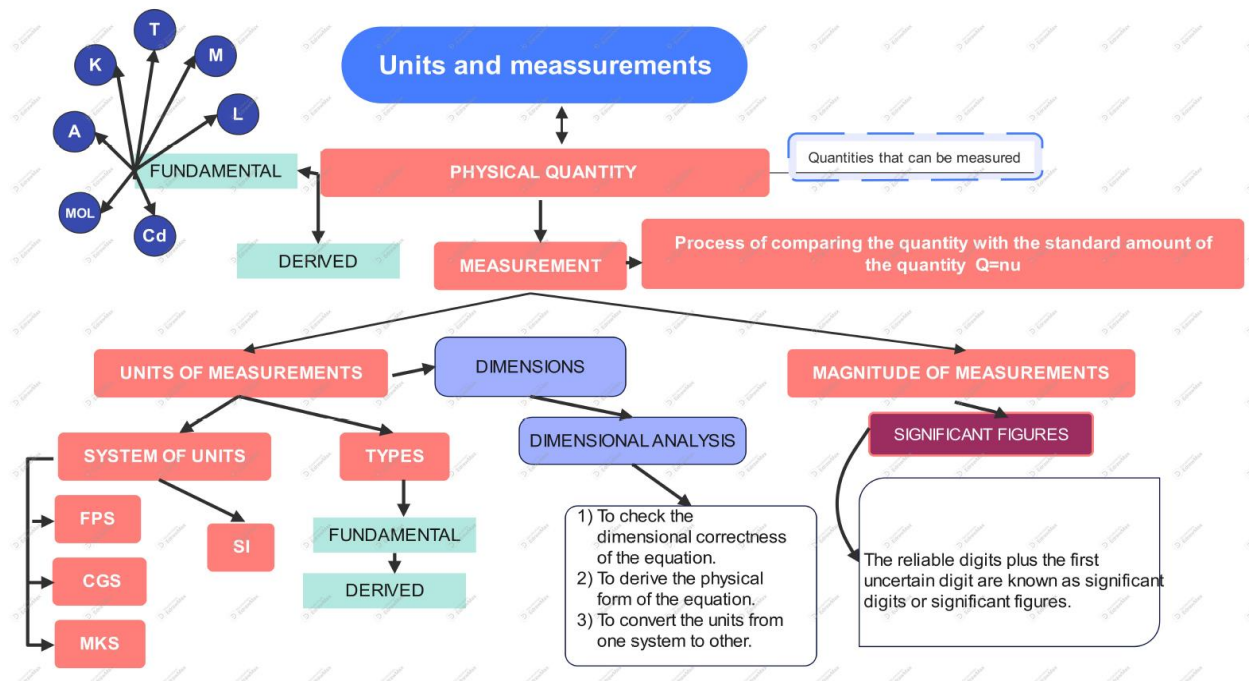 Units and meassurements
T
K
M
A
L
MOL
Cd
FUNDAMENTAL
PHYSICAL QUANTITY
Quantities that can be measured
DERIVED
MEASUREMENT
Process of comparing the quantity with the standard amount of
the quantity Q=nu
UNITS OF MEASUREMENTS
DIMENSIONS
MAGNITUDE OF MEASUREMENTS
SYSTEM OF UNITS
TYPES
DIMENSIONAL ANALYSIS
SIGNIFICANT FIGURES
FPS
SI
CGS
MKS
FUNDAMENTAL
DERIVED
1) To check the
dimensional correctness
of the equation.
2) To derive the physical
form of the equation.
3) To convert the units from
one system to other.
The reliable digits plus the first
uncertain digit are known as significant
digits or significant figures.